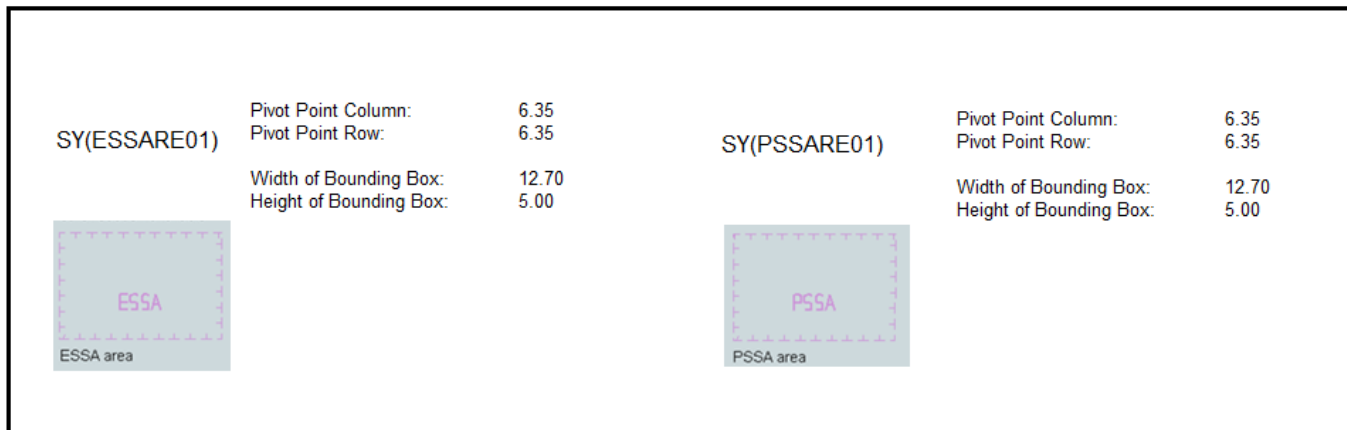 SY(ESSARE01)
Pivot Point Column: 6.35
Pivot Point Row: 6.35
Width of Bounding Box: 12.70
Height of Bounding Box: 5.00
ESSA
ESSA area
SY(PSSARE01)
Pivot Point Column: 6.35
Pivot Point Row: 6.35
Width of Bounding Box: 12.70
Height of Bounding Box: 5.00
PSSA
PSSA area